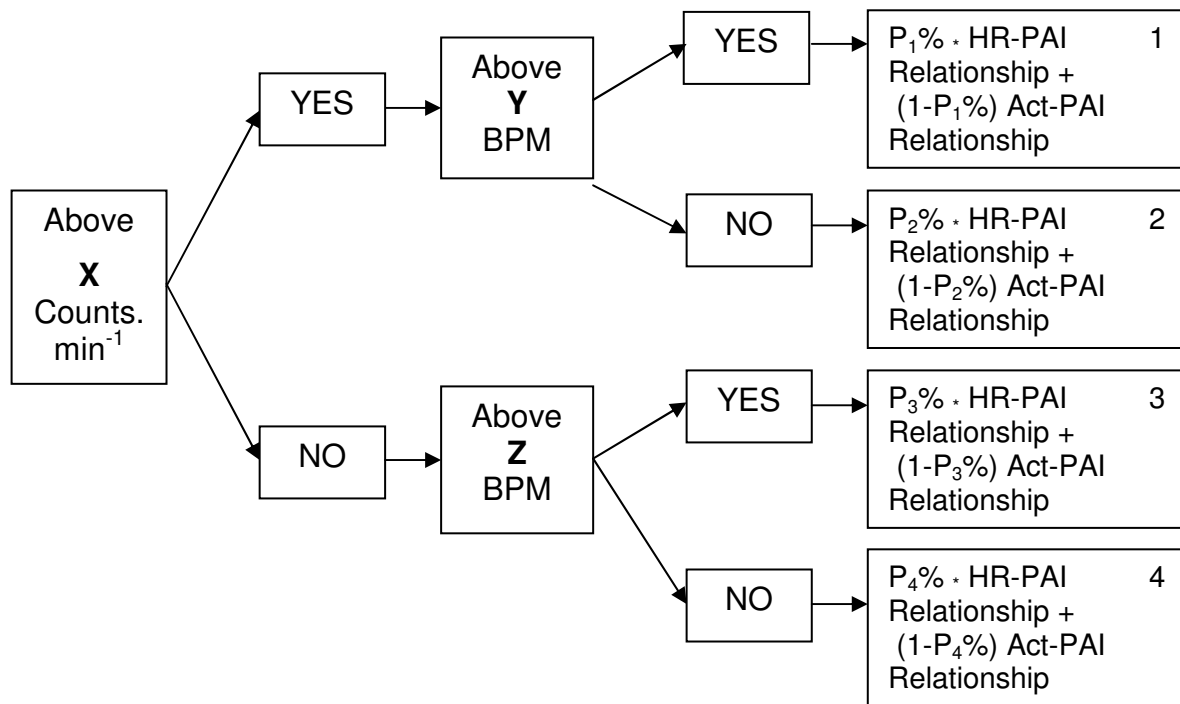 Above
X
Counts.
min⁻¹
YES
Above
Y
BPM
YES
P₁% * HR-PAI 1
Relationship +
(1-P₁%) Act-PAI
Relationship
NO
P₂% * HR-PAI 2
Relationship +
(1-P₂%) Act-PAI
Relationship
NO
Above
Z
BPM
YES
P₃% * HR-PAI 3
Relationship +
(1-P₃%) Act-PAI
Relationship
NO
P₄% * HR-PAI 4
Relationship +
(1-P₄%) Act-PAI
Relationship